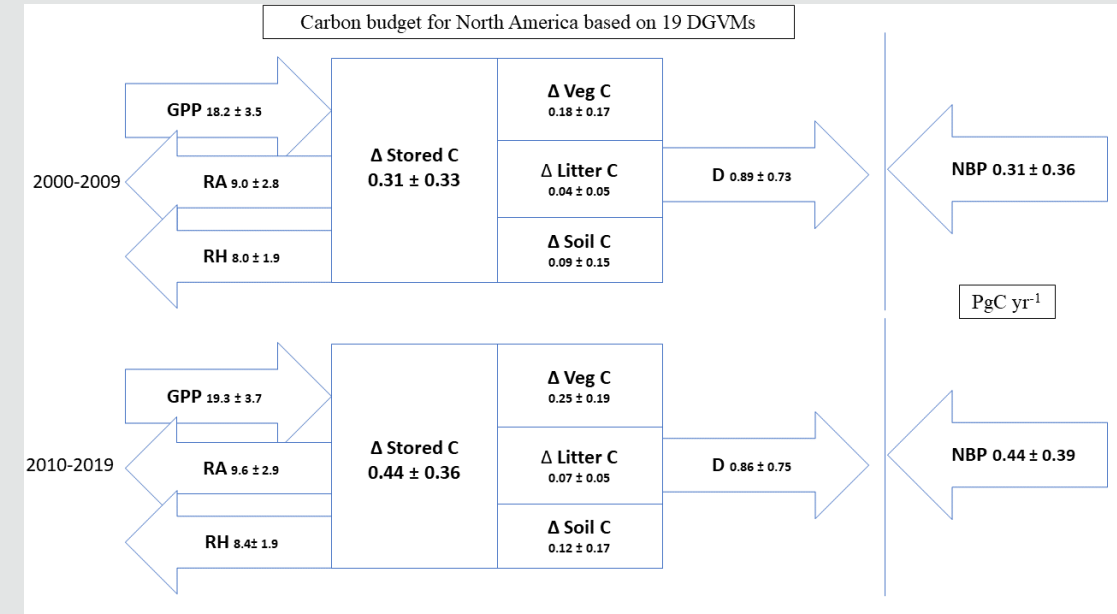 Carbon budget for North America based on 19 DGVMs
2000-2009
GPP 18.2 ± 3.5
RA 9.0 ± 2.8
RH 8.0 ± 1.9
Δ Stored C
0.31 ± 0.33
Δ Veg C
0.18 ± 0.17
Δ Litter C
0.04 ± 0.05
Δ Soil C
0.09 ± 0.15
D 0.89 ± 0.73
NBP 0.31 ± 0.36
PgC yr⁻¹
2010-2019
GPP 19.3 ± 3.7
RA 9.6 ± 2.9
RH 8.4± 1.9
Δ Stored C
0.44 ± 0.36
Δ Veg C
0.25 ± 0.19
Δ Litter C
0.07 ± 0.05
Δ Soil C
0.12 ± 0.17
D 0.86 ± 0.75
NBP 0.44 ± 0.39